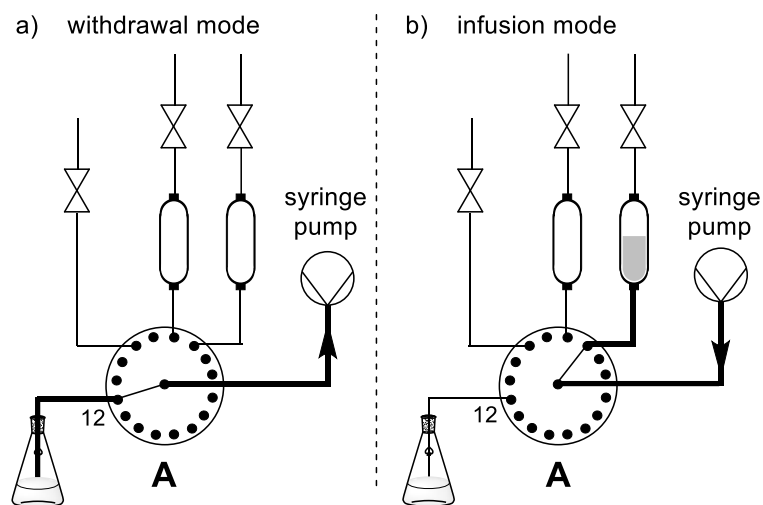 a) withdrawal mode
syringe
pump
12
A
b) infusion mode
syringe
pump
12
A